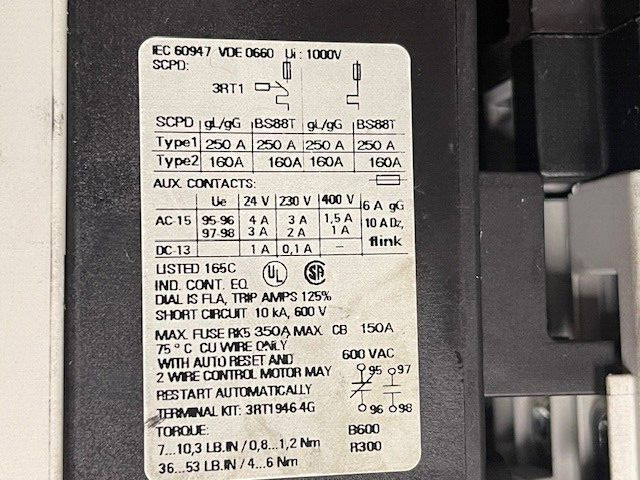 IEC 60947 VDE 0660 Ui : 1000V
SCPD:
3RT1
SCPD gL/gG BS88T gL/gG BS88T
Type1 250 A 250 A 250 A 250 A
Type2 160A 160A 160A 160A
AUX. CONTACTS:
Ue 24 V 230 V 400 V 6 A gG
AC-15 95-96 4 A 3 A 1,5 A 10 A Dz,
97-98 3 A 2 A 1 A flink
DC-13 1 A 0,1 A –
LISTED 165C UL SA
IND. CONT. EQ.
DIAL IS FLA, TRIP AMPS 125%
SHORT CIRCUIT 10 kA, 600 V
MAX. FUSE RK5 350A MAX. CB 150A
75 ° C CU WIRE ONLY
WITH AUTO RESET AND 600 VAC
2 WIRE CONTROL MOTOR MAY 95 97
RESTART AUTOMATICALLY
TERMINAL KIT: 3RT1946 4G 96 98
TORQUE: B600
7...10,3 LB.IN / 0,8...1,2 Nm R300
36...53 LB.IN / 4...6 Nm